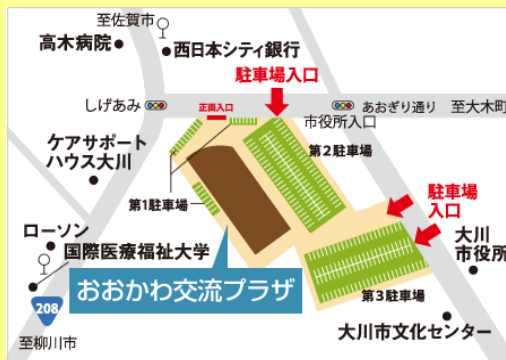 至佐賀市
高木病院
西日本シティ銀行
駐車場入口
しげあみ
正面入口
あおぎり通り
至大木町
市役所入口
ケアサポート
ハウス大川
第2駐車場
第1駐車場
駐車場
入口
ローソン
国際医療福祉大学
大川
市役所
おおかわ交流プラザ
第3駐車場
208
至柳川市
大川市文化センター